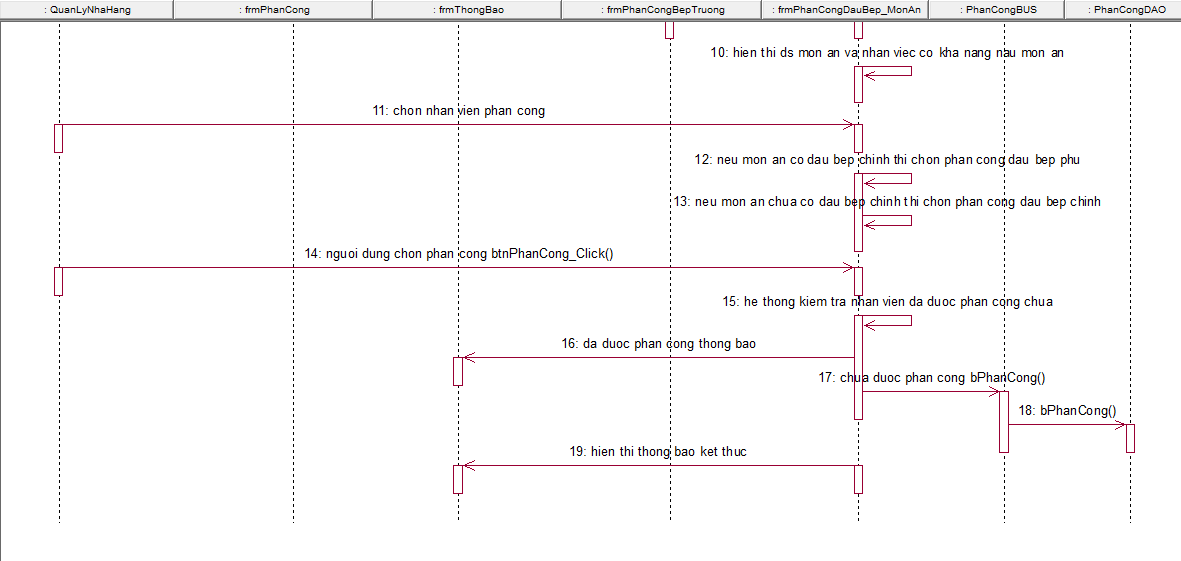 : QuanLyNhaHang
: frmPhanCong
: frmThongBao
: frmPhanCongBepTruong
: frmPhanCongDauBep_MonAn
: PhanCongBUS
: PhanCongDAO
10: hien thi ds mon an va nhan viec co kha nang nau mon an
11: chon nhan vien phan cong
12: neu mon an co dau bep chinh thi chon phan cong dau bep phu
13: neu mon an chua co dau bep chinh thi chon phan cong dau bep chinh
14: nguoi dung chon phan cong btnPhanCong_Click()
15: he thong kiem tra nhan vien da duoc phan cong chua
16: da duoc phan cong thong bao
17: chua duoc phan cong bPhanCong()
18: bPhanCong()
19: hien thi thong bao ket thuc